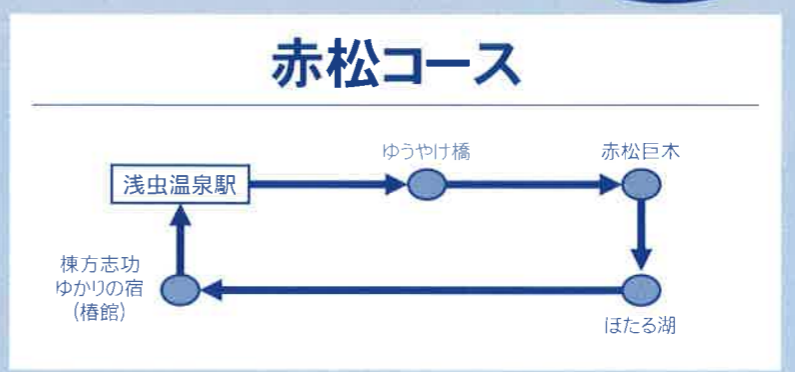 赤松コース
ゆうやけ橋
赤松巨木
浅虫温泉駅
棟方志功
ゆかりの宿
(椿館)
ほたる湖